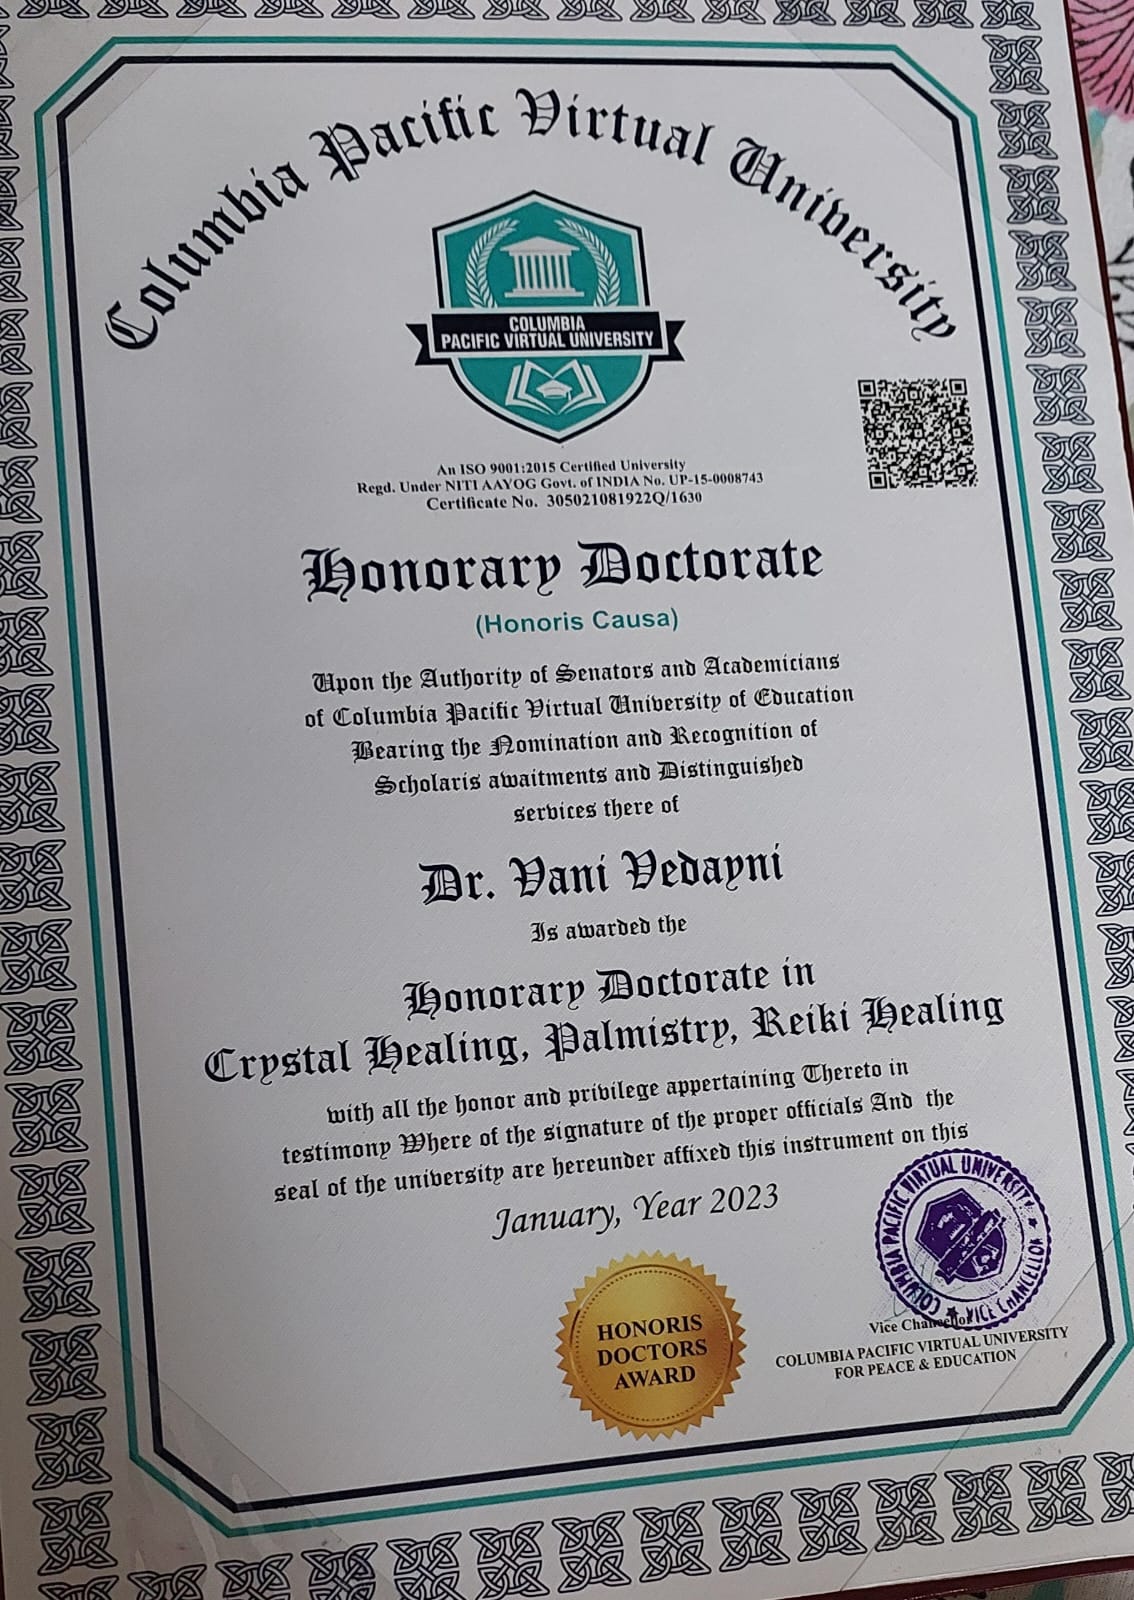 Columbia Pacific Virtual University
COLUMBIA
PACIFIC VIRTUAL UNIVERSITY
An ISO 9001:2015 Certified University
Regd. Under NITI AAYOG Govt. of INDIA No. UP-15-0008743
Certificate No. 305021081922Q/1630
Honorary Doctorate
(Honoris Causa)
Upon the Authority of Senators and Academicians
of Columbia Pacific Virtual University of Education
Bearing the Nomination and Recognition of
Scholaris awaitments and Distinguished
services there of
Dr. Vani Vedayni
Is awarded the
Honorary Doctorate in
Crystal Healing, Palmistry, Reiki Healing
with all the honor and privilege appertaining Thereto in
testimony Where of the signature of the proper officials And the
seal of the university are hereunder affixed this instrument on this
January, Year 2023
HONORIS
DOCTORS
AWARD
COLUMBIA PACIFIC VIRTUAL UNIVERSITY
VICE CHANCELLOR
Vice Chancellor
COLUMBIA PACIFIC VIRTUAL UNIVERSITY
FOR PEACE & EDUCATION